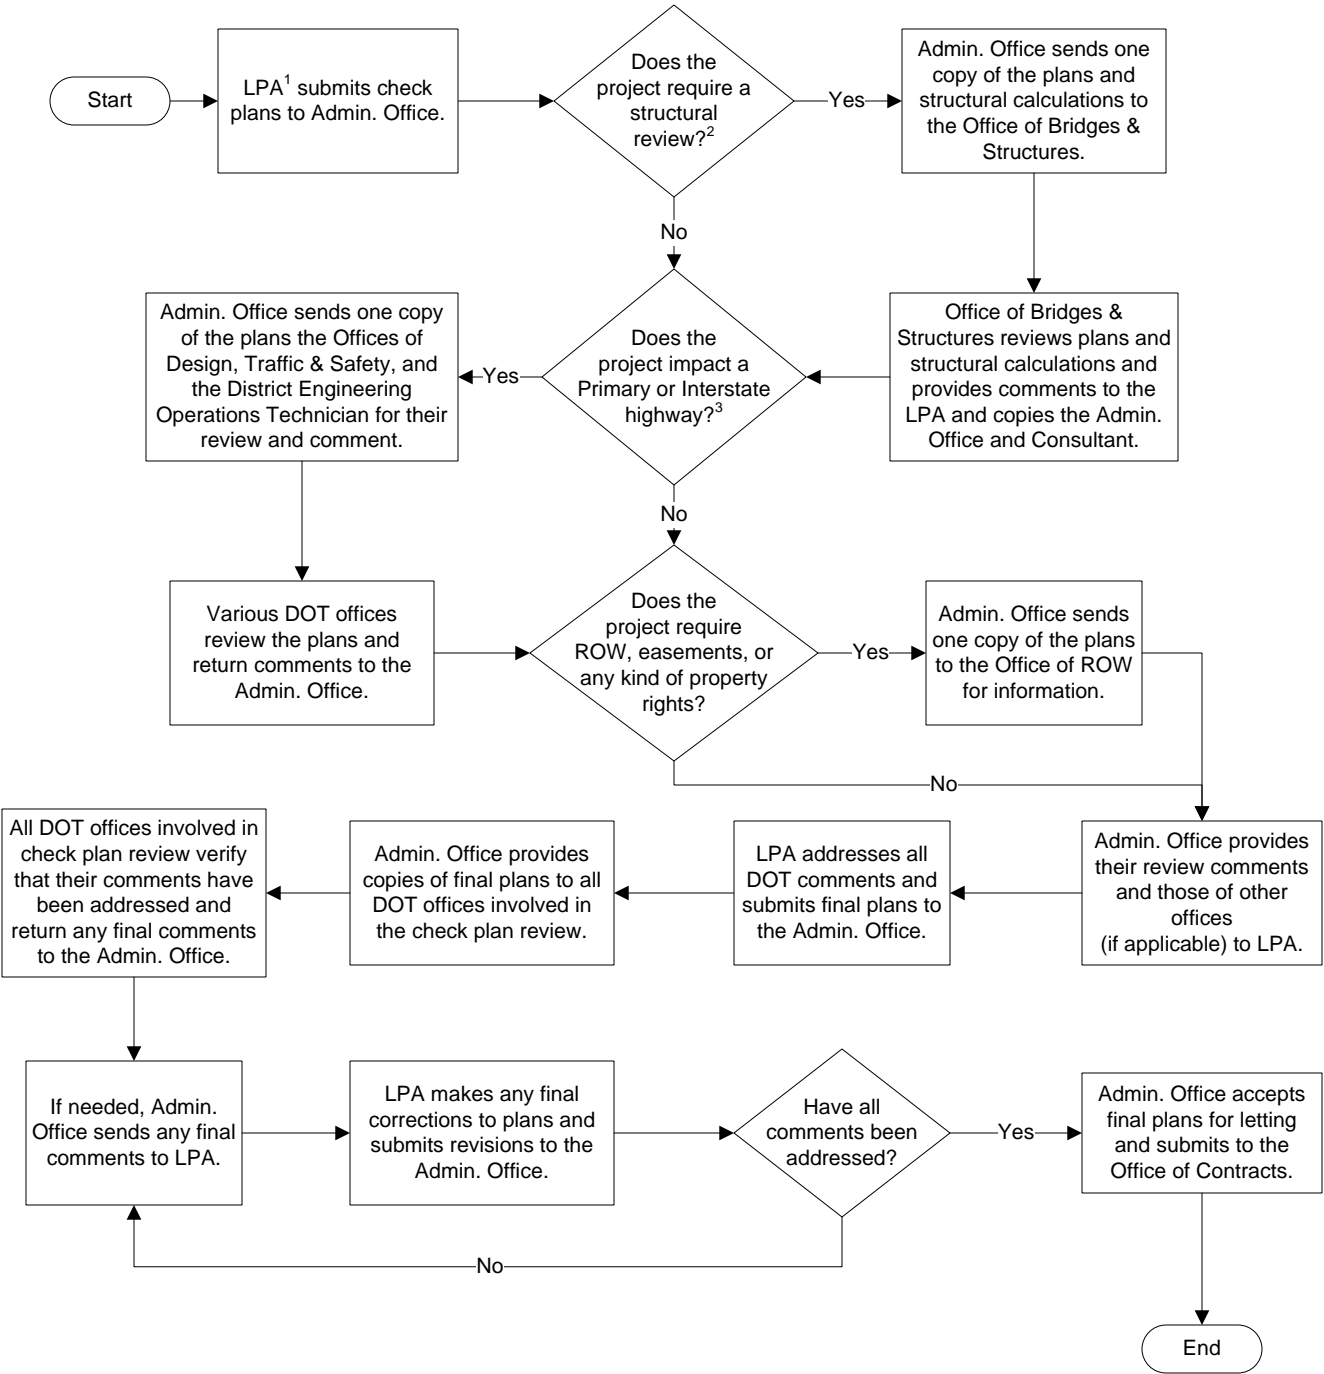 Start
LPA¹ submits check
plans to Admin. Office.
Does the
project require a
structural
review?²
Yes
Admin. Office sends one
copy of the plans and
structural calculations to
the Office of Bridges &
Structures.
No
Admin. Office sends one copy
of the plans the Offices of
Design, Traffic & Safety, and
the District Engineering
Operations Technician for their
review and comment.
Yes
Does the
project impact a
Primary or Interstate
highway?³
Office of Bridges &
Structures reviews plans and
structural calculations and
provides comments to the
LPA and copies the Admin.
Office and Consultant.
No
Various DOT offices
review the plans and
return comments to the
Admin. Office.
Does the
project require
ROW, easements, or
any kind of property
rights?
Yes
Admin. Office sends
one copy of the plans
to the Office of ROW
for information.
No
All DOT offices involved in
check plan review verify
that their comments have
been addressed and
return any final comments
to the Admin. Office.
Admin. Office provides
copies of final plans to all
DOT offices involved in
the check plan review.
LPA addresses all
DOT comments and
submits final plans to
the Admin. Office.
Admin. Office provides
their review comments
and those of other
offices
(if applicable) to LPA.
If needed, Admin.
Office sends any final
comments to LPA.
LPA makes any final
corrections to plans and
submits revisions to the
Admin. Office.
Have all
comments been
addressed?
Yes
Admin. Office accepts
final plans for letting
and submits to the
Office of Contracts.
No
End